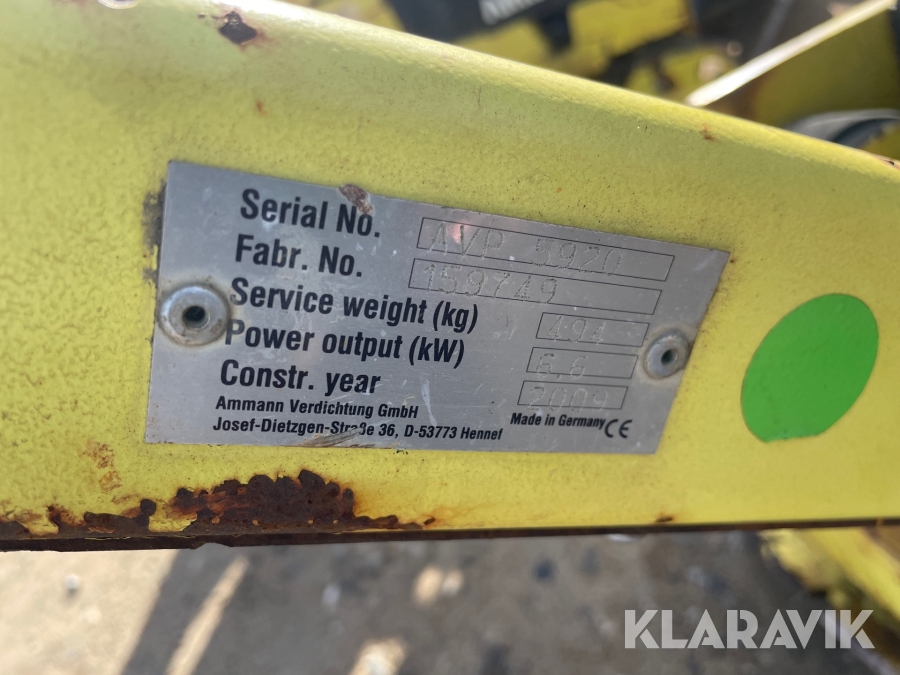 Serial No. AVP 5920
Fabr. No. 159749
Service weight (kg) 494
Power output (kW) 6,6
Constr. year 2009
Ammann Verdichtung GmbH
Josef-Dietzgen-Straße 36, D-53773 Hennef
Made in Germany CE
KLARAVIK